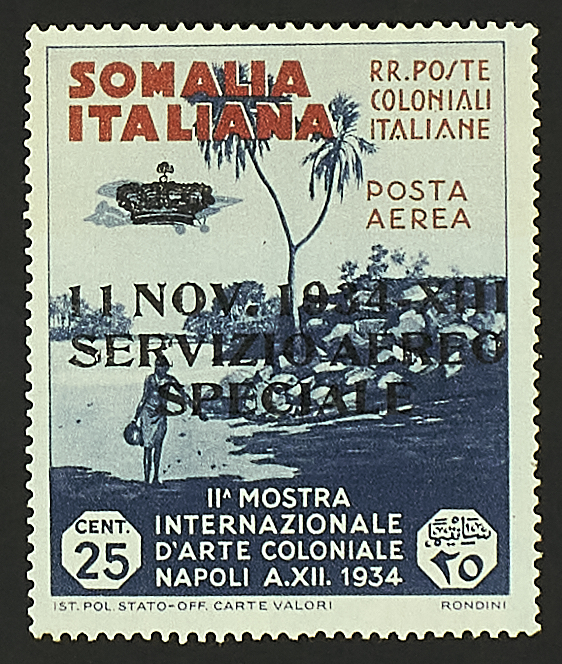 SOMALIA
ITALIANA
RR.POSTE
COLONIALI
ITALIANE
POSTA
AEREA
11 NOV. 1934-XIII
SERVIZIO AEREO
SPECIALE
IIᴬ MOSTRA
INTERNAZIONALE
D'ARTE COLONIALE
NAPOLI A.XII. 1934
CENT.
25
٢٥
IST. POL. STATO-OFF. CARTE VALORI
RONDINI